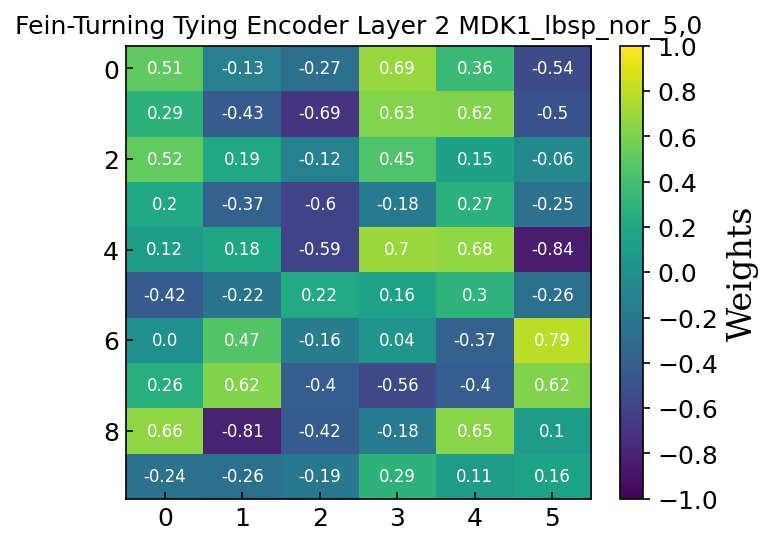 Fein-Turning Tying Encoder Layer 2 MDK1_lbsp_nor_5,0
0 0.51 -0.13 -0.27 0.69 0.36 -0.54
0.29 -0.43 -0.69 0.63 0.62 -0.5
2 0.52 0.19 -0.12 0.45 0.15 -0.06
0.2 -0.37 -0.6 -0.18 0.27 -0.25
4 0.12 0.18 -0.59 0.7 0.68 -0.84
-0.42 -0.22 0.22 0.16 0.3 -0.26
6 0.0 0.47 -0.16 0.04 -0.37 0.79
0.26 0.62 -0.4 -0.56 -0.4 0.62
8 0.66 -0.81 -0.42 -0.18 0.65 0.1
-0.24 -0.26 -0.19 0.29 0.11 0.16
0 1 2 3 4 5
1.0
0.8
0.6
0.4
0.2
0.0
−0.2
−0.4
−0.6
−0.8
−1.0
Weights